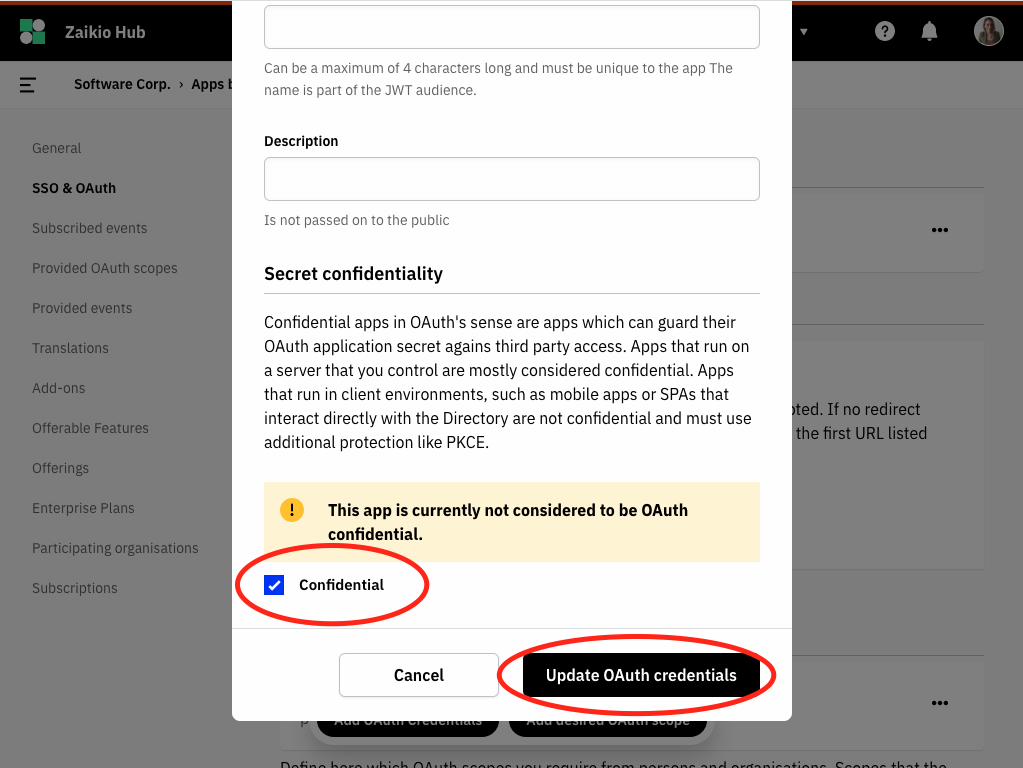 Zaikio Hub
Software Corp. › Apps
General
SSO & OAuth
Subscribed events
Provided OAuth scopes
Provided events
Translations
Add-ons
Offerable Features
Offerings
Enterprise Plans
Participating organisations
Subscriptions
Can be a maximum of 4 characters long and must be unique to the app The
name is part of the JWT audience.
Description
Is not passed on to the public
Secret confidentiality
Confidential apps in OAuth's sense are apps which can guard their
OAuth application secret agains third party access. Apps that run on
a server that you control are mostly considered confidential. Apps
that run in client environments, such as mobile apps or SPAs that
interact directly with the Directory are not confidential and must use
additional protection like PKCE.
This app is currently not considered to be OAuth
confidential.
Confidential
Cancel
Update OAuth credentials
If no redirect
the first URL listed
Add OAuth Credentials
Add desired OAuth scope
Define here which OAuth scopes you require from persons and organisations. Scopes that the